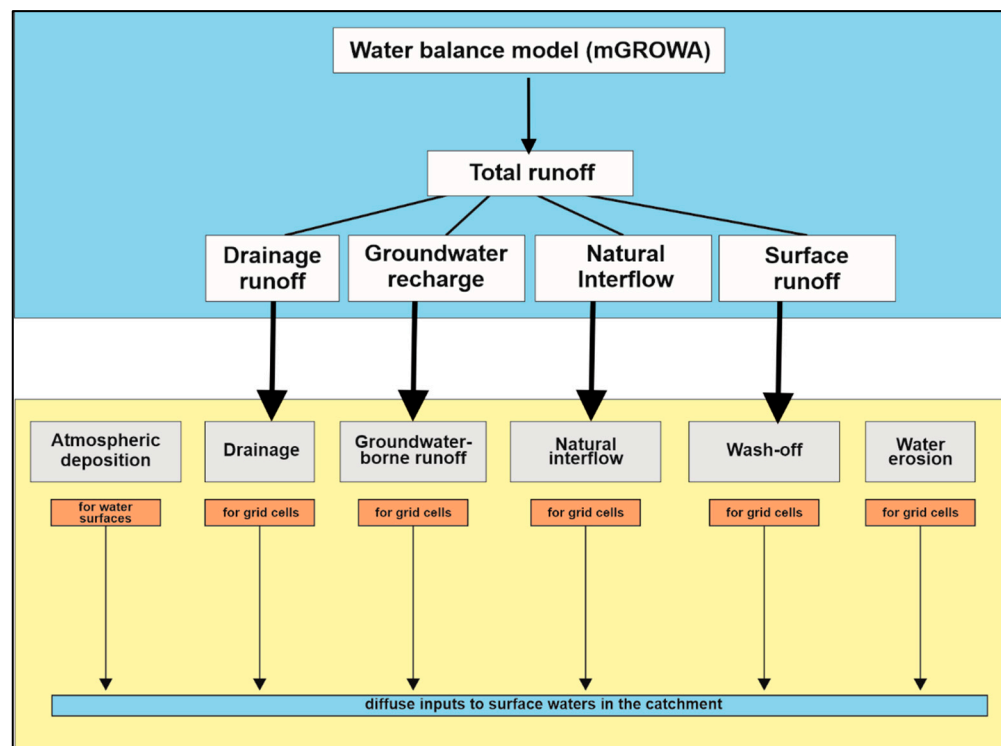 Water balance model (mGROWA)
Total runoff
Drainage
runoff
Groundwater
recharge
Natural
Interflow
Surface
runoff
Atmospheric
deposition
Drainage
Groundwater-
borne runoff
Natural
interflow
Wash-off
Water
erosion
for water
surfaces
for grid cells
for grid cells
for grid cells
for grid cells
for grid cells
diffuse inputs to surface waters in the catchment